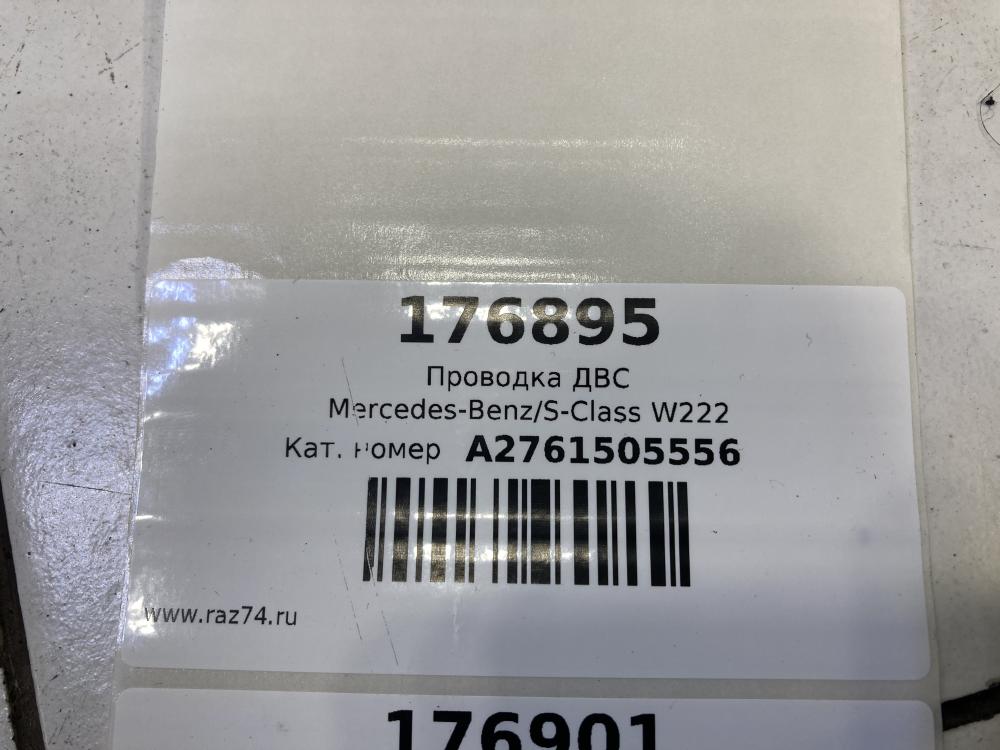 176895
Проводка ДВС
Mercedes-Benz/S-Class W222
Кат. номер A2761505556
www.raz74.ru
176901